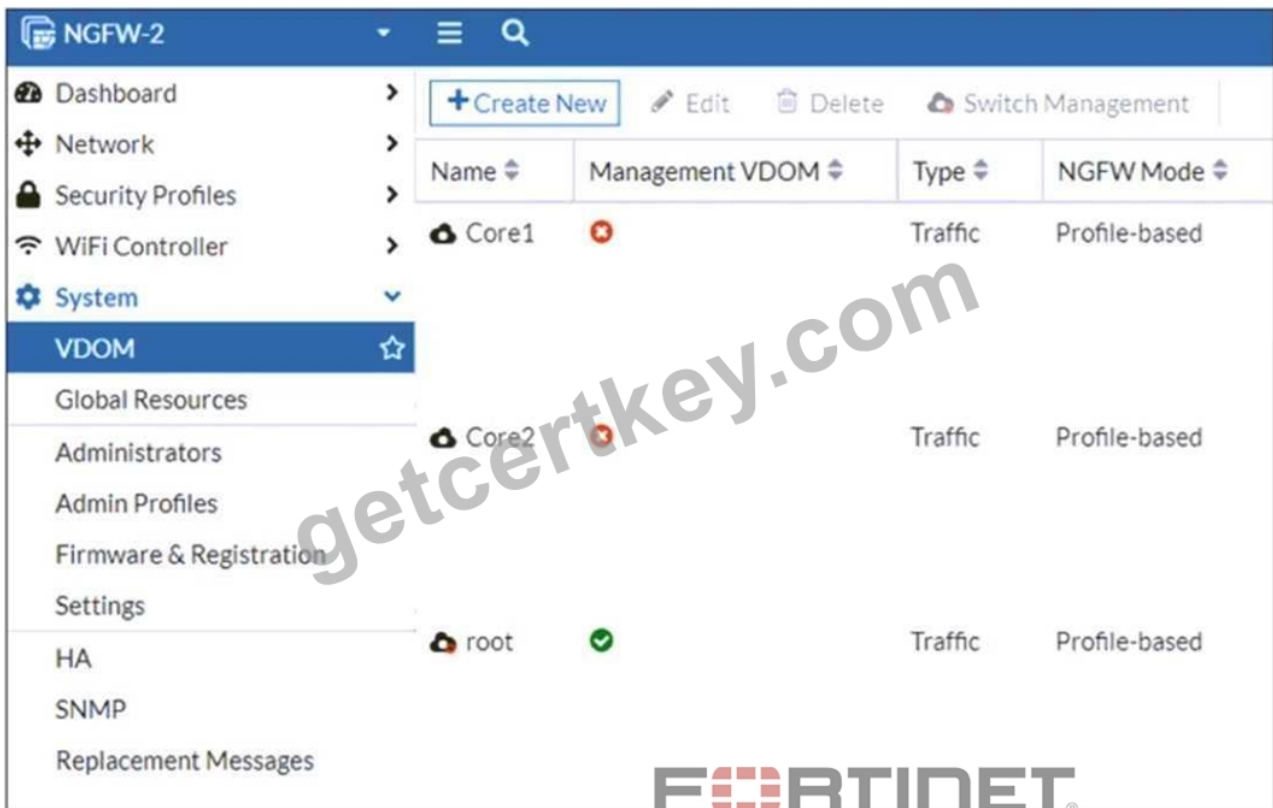 NGFW-2
Dashboard
Network
Security Profiles
WiFi Controller
System
VDOM
Global Resources
Administrators
Admin Profiles
Firmware & Registration
Settings
HA
SNMP
Replacement Messages
+Create New Edit Delete Switch Management
Name Management VDOM Type NGFW Mode
Core1 Traffic Profile-based
Core2 Traffic Profile-based
root Traffic Profile-based
getcertkey.com
FORTINET®